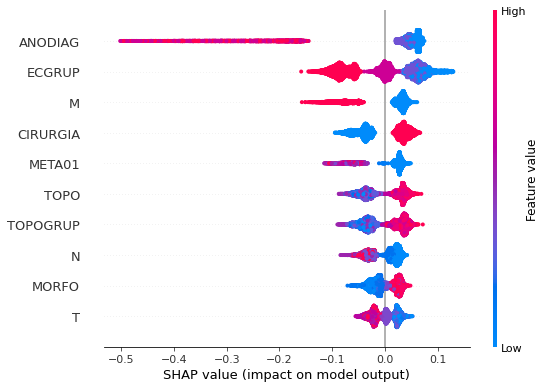 High
ANODIAG
ECGRUP
M
CIRURGIA
META01
TOPO
TOPOGRUP
N
MORFO
T
Feature value
Low
−0.5 −0.4 −0.3 −0.2 −0.1 0.0 0.1
SHAP value (impact on model output)